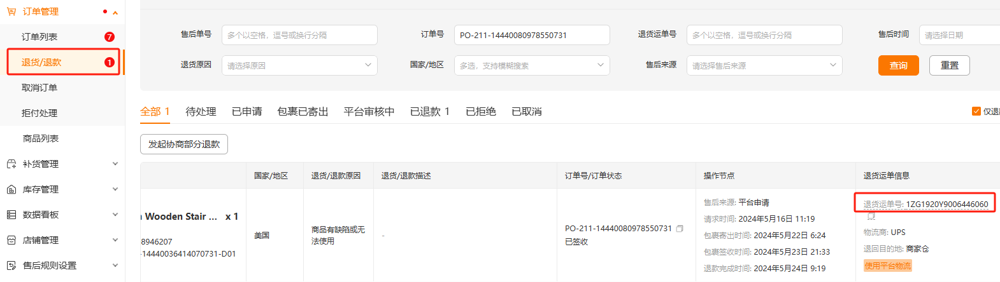 订单管理
订单列表 7
退货/退款 1
取消订单
拒付处理
商品列表
补货管理
库存管理
数据看板
店铺管理
售后规则设置
售后单号 多个以空格，逗号或换行分隔 订单号 PO-211-14440080978550731 退货运单号 多个以空格，逗号或换行分隔 售后时间 请选择日期
退货原因 请选择原因 国家/地区 多选，支持模糊搜索 售后来源 请选择售后来源 查询 重置
全部 1 待处理 已申请 包裹已寄出 平台审核中 已退款 1 已拒绝 已取消 仅退
发起协商部分退款
国家/地区 退货/退款原因 退货/退款描述 订单号/订单状态 操作节点 退货运单信息
Wooden Stair ... x 1
8946207
-14440036414070731-D01
美国
商品有缺陷或无
法使用
-
PO-211-14440080978550731
已签收
售后来源: 平台申请
请求时间: 2024年5月16日 11:19
包裹寄出时间: 2024年5月22日 6:24
包裹签收时间: 2024年5月23日 21:33
退款完成时间: 2024年5月24日 9:19
退货运单号: 1ZG1920Y9006446060
物流商: UPS
退回目的地: 商家仓
使用平台物流